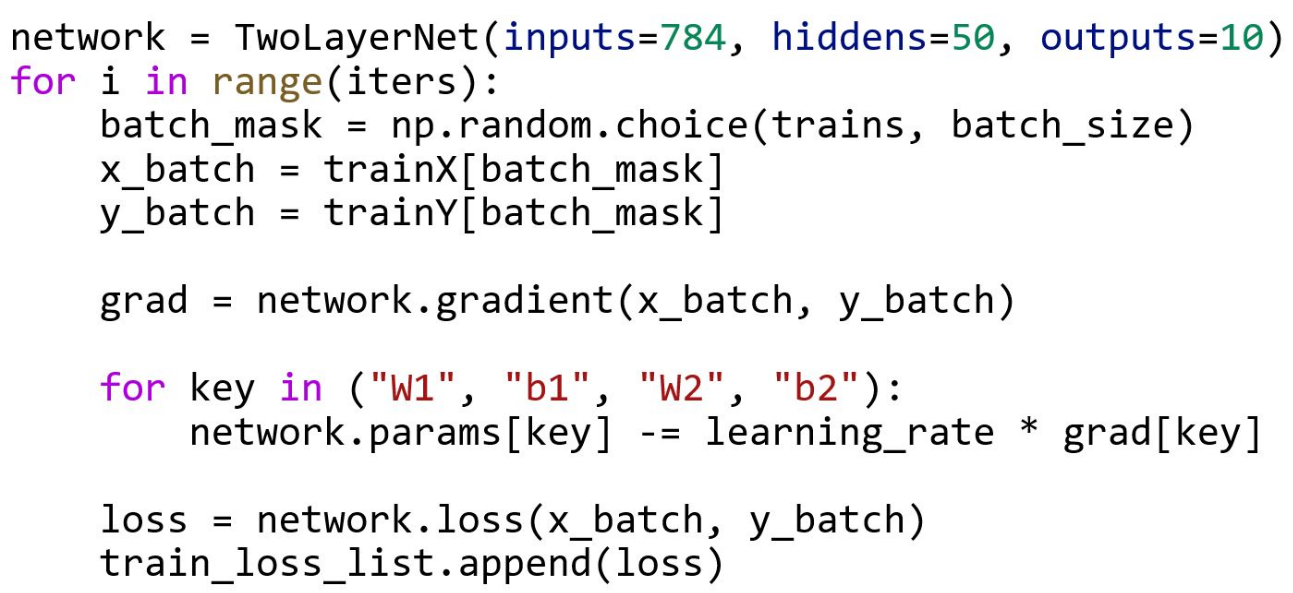 network = TwoLayerNet(inputs=784, hiddens=50, outputs=10)
for i in range(iters):
    batch_mask = np.random.choice(trains, batch_size)
    x_batch = trainX[batch_mask]
    y_batch = trainY[batch_mask]

    grad = network.gradient(x_batch, y_batch)

    for key in ("W1", "b1", "W2", "b2"):
        network.params[key] -= learning_rate * grad[key]

    loss = network.loss(x_batch, y_batch)
    train_loss_list.append(loss)